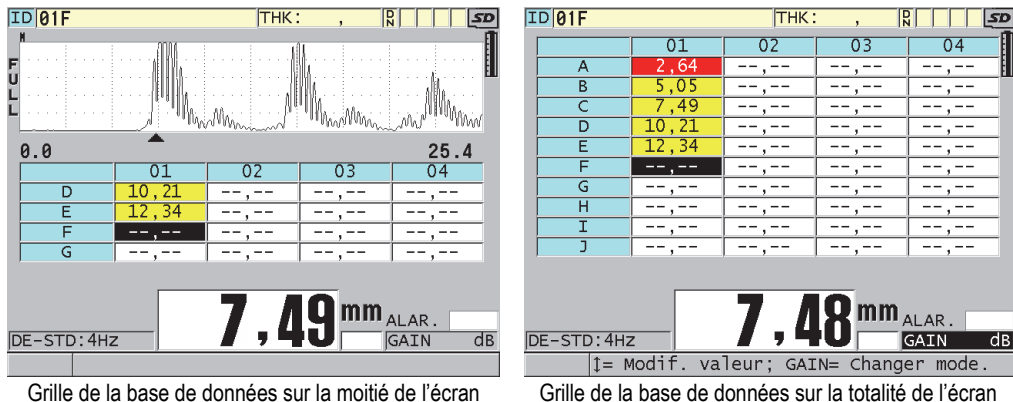 ID 01F THK: , D N SD
M
FULL
0.0 25.4
01 02 03 04
D 10,21 --,-- --,-- --,--
E 12,34 --,-- --,-- --,--
F --,-- --,-- --,-- --,--
G --,-- --,-- --,-- --,--
7,49 mm ALAR.
DE-STD:4Hz GAIN dB
Grille de la base de données sur la moitié de l'écran
ID 01F THK: , D N SD
01 02 03 04
A 2,64 --,-- --,-- --,--
B 5,05 --,-- --,-- --,--
C 7,49 --,-- --,-- --,--
D 10,21 --,-- --,-- --,--
E 12,34 --,-- --,-- --,--
F --,-- --,-- --,-- --,--
G --,-- --,-- --,-- --,--
H --,-- --,-- --,-- --,--
I --,-- --,-- --,-- --,--
J --,-- --,-- --,-- --,--
7,48 mm ALAR.
DE-STD:4Hz GAIN dB
↕= Modif. valeur; GAIN= Changer mode.
Grille de la base de données sur la totalité de l'écran